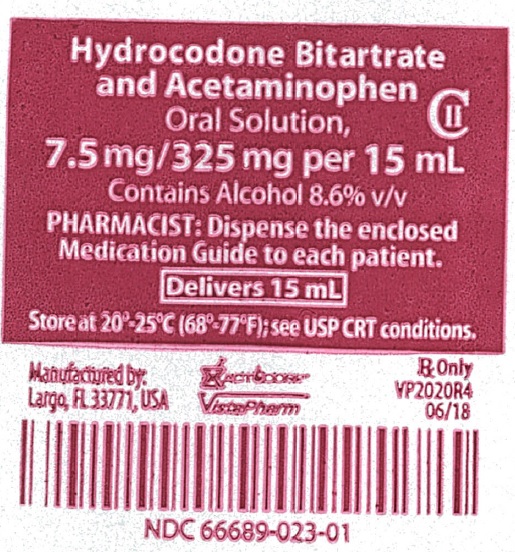 Hydrocodone Bitartrate
and Acetaminophen
CII
Oral Solution,
7.5 mg/325 mg per 15 mL
Contains Alcohol 8.6% v/v
PHARMACIST: Dispense the enclosed
Medication Guide to each patient.
Delivers 15 mL
Store at 20°-25°C (68°-77°F); see USP CRT conditions.
Manufactured by:
Largo, FL 33771, USA
VistaPharm
Rx Only
VP2020R4
06/18
NDC 66689-023-01